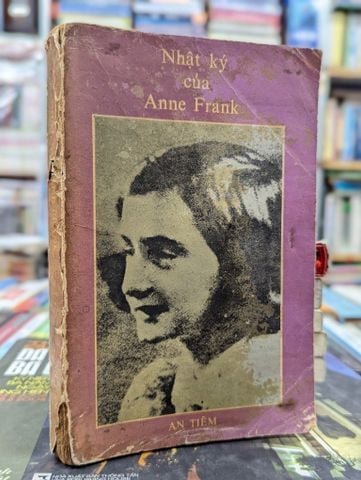 Nhật ký
của
Anne Frank
AN TIÊM